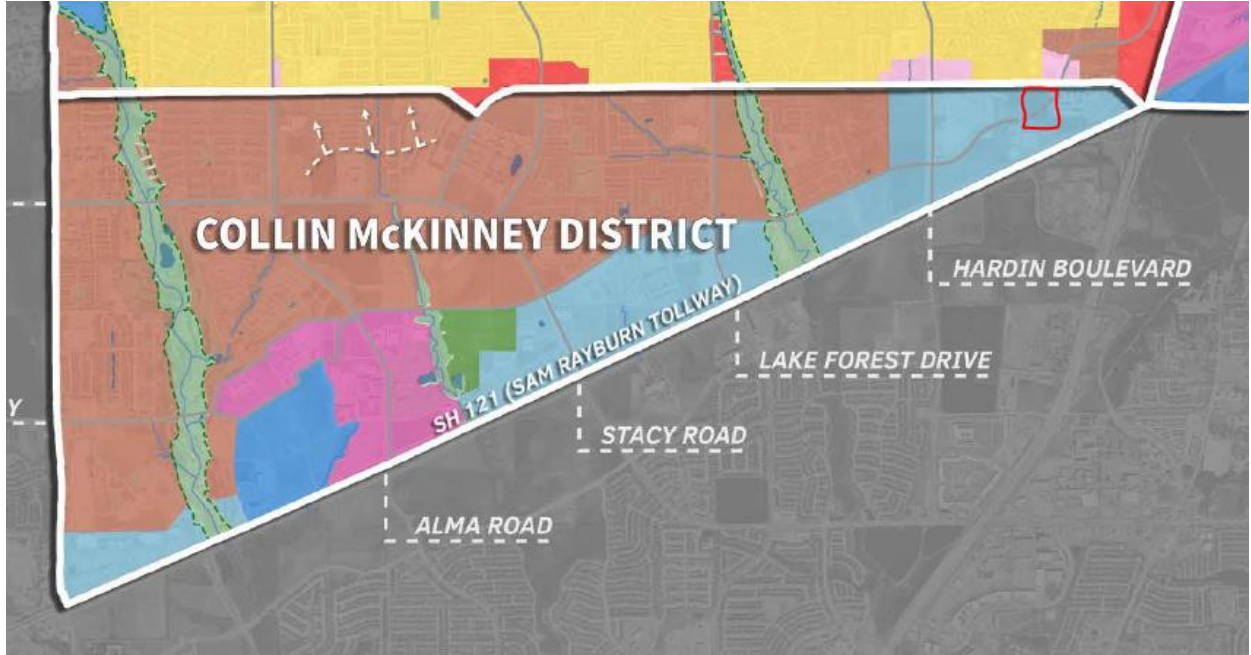 COLLIN McKINNEY DISTRICT
HARDIN BOULEVARD
SH 121 (SAM RAYBURN TOLLWAY)
LAKE FOREST DRIVE
Y
STACY ROAD
ALMA ROAD